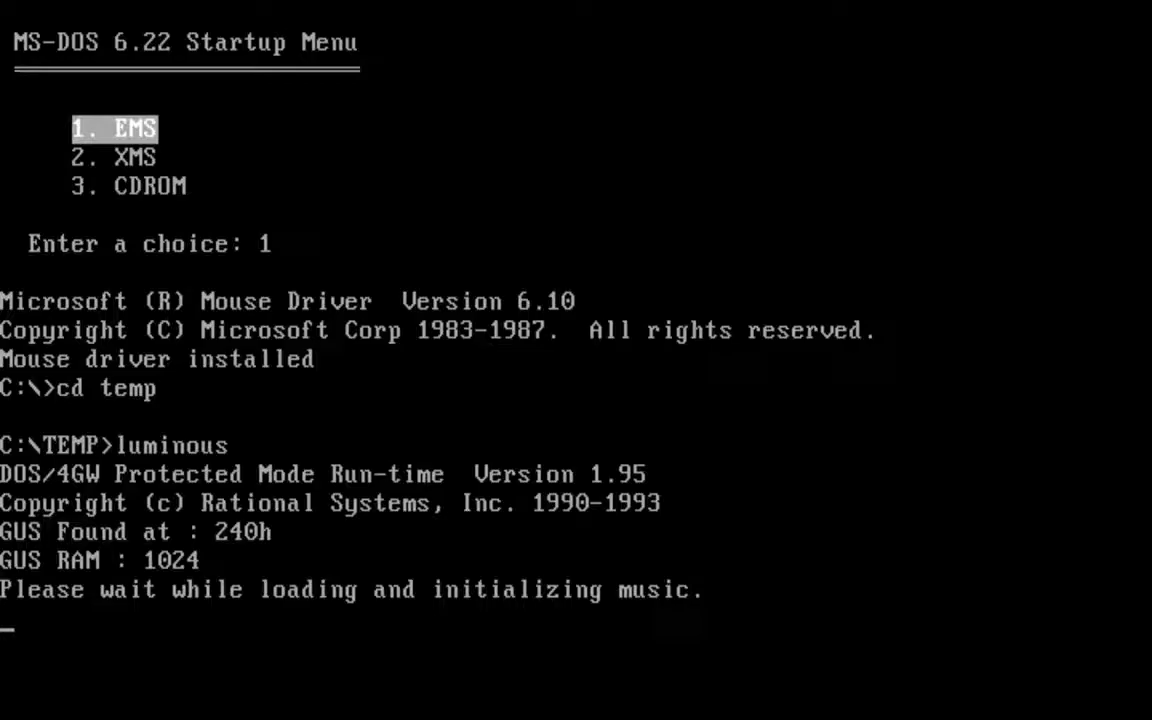 MS-DOS 6.22 Startup Menu
1. EMS
2. XMS
3. CDROM
Enter a choice: 1
Microsoft (R) Mouse Driver  Version 6.10
Copyright (C) Microsoft Corp 1983-1987.  All rights reserved.
Mouse driver installed
C:\>cd temp
C:\TEMP>luminous
DOS/4GW Protected Mode Run-time  Version 1.95
Copyright (c) Rational Systems, Inc. 1990-1993
GUS Found at : 240h
GUS RAM : 1024
Please wait while loading and initializing music.